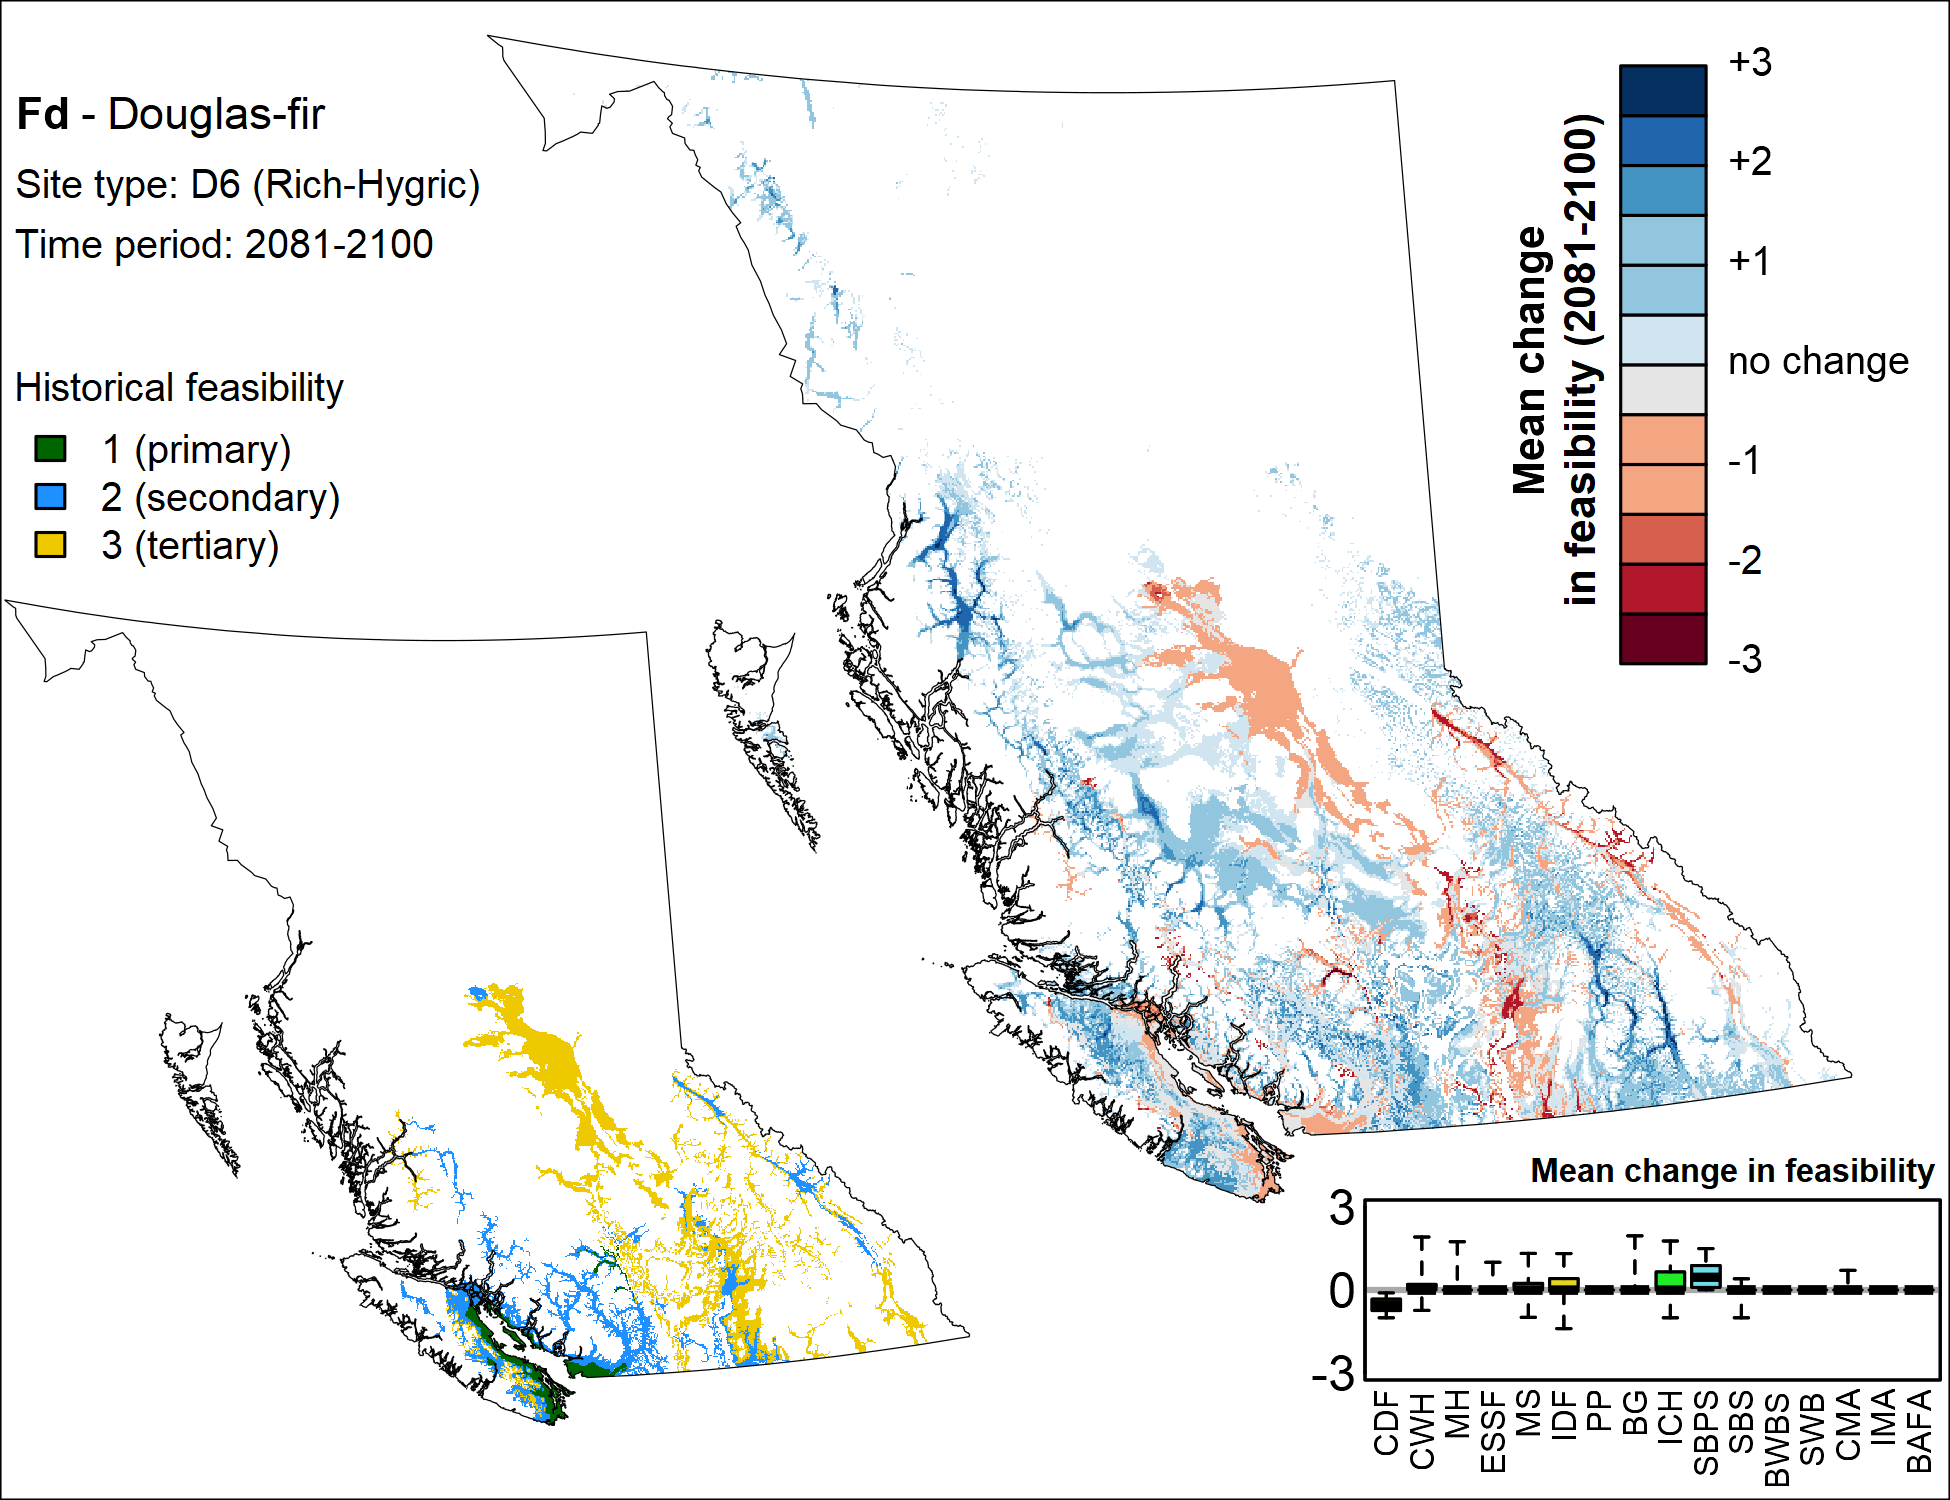 Fd - Douglas-fir
Site type: D6 (Rich-Hygric)
Time period: 2081-2100
Historical feasibility
1 (primary)
2 (secondary)
3 (tertiary)
Mean change
in feasibility (2081-2100)
+3
+2
+1
no change
-1
-2
-3
Mean change in feasibility
3
0
-3
CDF
CWH
MH
ESSF
MS
IDF
PP
BG
ICH
SBPS
SBS
BWBS
SWB
CMA
IMA
BAFA